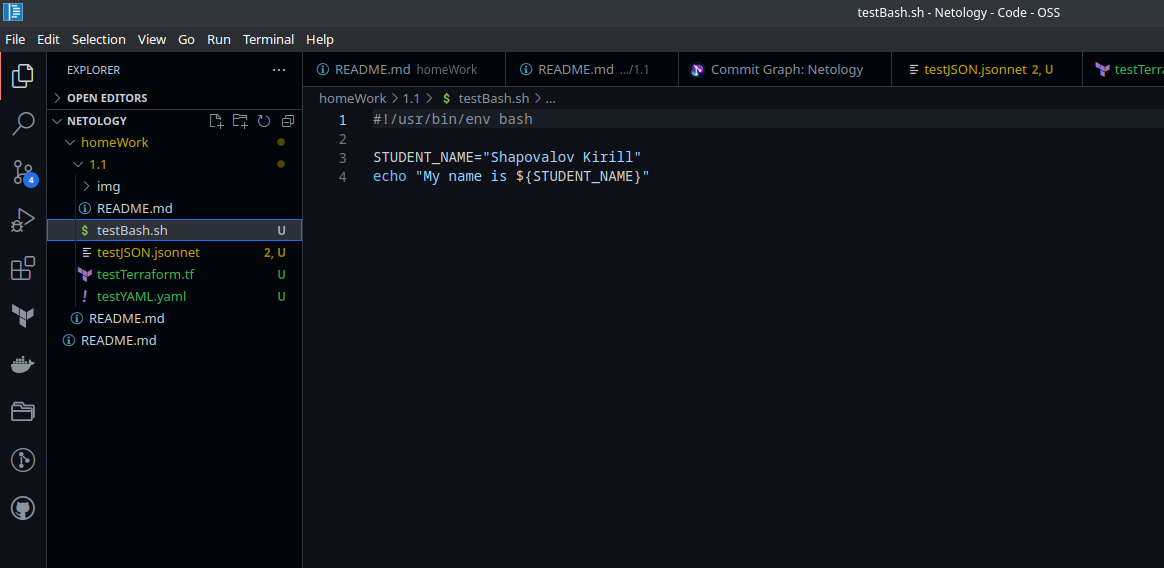 testBash.sh - Netology - Code - OSS
File Edit Selection View Go Run Terminal Help
EXPLORER ...
README.md homeWork README.md .../1.1 Commit Graph: Netology testJSON.jsonnet 2, U testTerra
OPEN EDITORS
homeWork > 1.1 > $ testBash.sh > ...
NETOLOGY
homeWork
1.1
img
README.md
$ testBash.sh U
testJSON.jsonnet 2, U
testTerraform.tf U
! testYAML.yaml U
README.md
README.md
4
1 #!/usr/bin/env bash
2
3 STUDENT_NAME="Shapovalov Kirill"
4 echo "My name is ${STUDENT_NAME}"